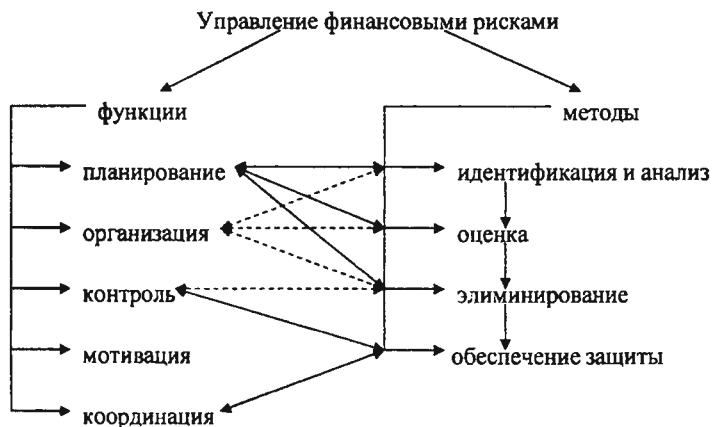 Управление финансовыми рисками
функции
методы
планирование
идентификация и анализ
организация
оценка
контроль
элиминирование
мотивация
обеспечение защиты
координация